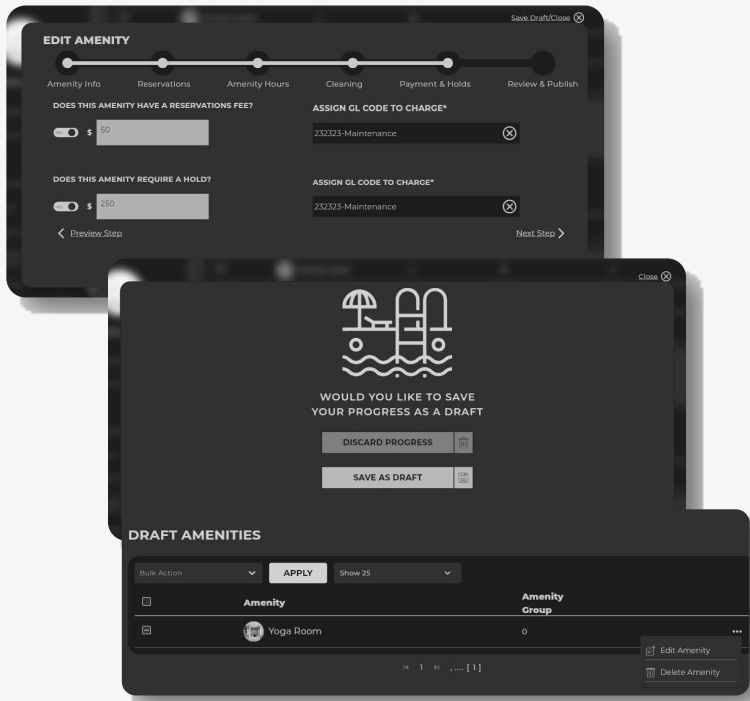 Save Draft/Close
EDIT AMENITY
Amenity Info Reservations Amenity Hours Cleaning Payment & Holds Review & Publish
DOES THIS AMENITY HAVE A RESERVATIONS FEE? ASSIGN GL CODE TO CHARGE*
$ 50 232323-Maintenance
DOES THIS AMENITY REQUIRE A HOLD? ASSIGN GL CODE TO CHARGE*
$ 250 232323-Maintenance
Preview Step Next Step
Close
WOULD YOU LIKE TO SAVE
YOUR PROGRESS AS A DRAFT
DISCARD PROGRESS
SAVE AS DRAFT
DRAFT AMENITIES
Bulk Action APPLY Show 25
Amenity Amenity
Group
Yoga Room 0
Edit Amenity
1 ,.... [ 1 ]
Delete Amenity